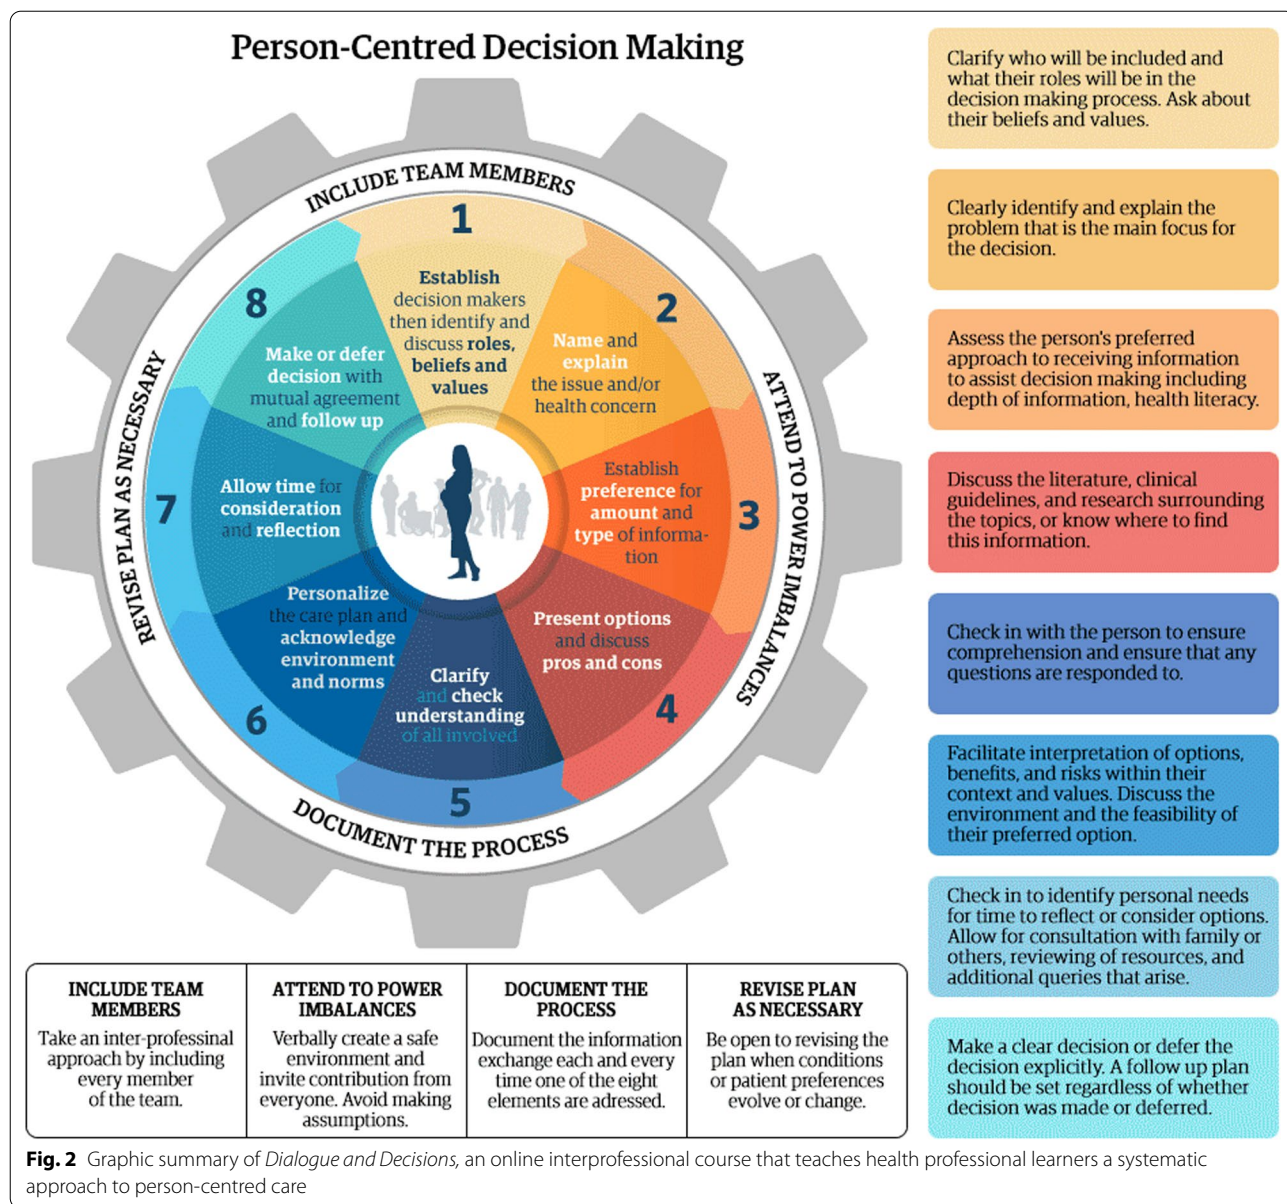 Person-Centred Decision Making
INCLUDE TEAM MEMBERS
ATTEND TO POWER IMBALANCES
DOCUMENT THE PROCESS
REVISE PLAN AS NECESSARY
1
Establish
decision makers
then identify and
discuss roles,
beliefs and
values
2
Name and
explain
the issue and/or
health concern
3
Establish
preference for
amount and
type of informa-
tion
4
Present options
and discuss
pros and cons
5
Clarify
and check
understanding
of all involved
6
Personalize
the care plan and
acknowledge
environment
and norms
7
Allow time for
consideration
and reflection
8
Make or defer
decision with
mutual agreement
and follow up
Clarify who will be included and
what their roles will be in the
decision making process. Ask about
their beliefs and values.
Clearly identify and explain the
problem that is the main focus for
the decision.
Assess the person's preferred
approach to receiving information
to assist decision making including
depth of information, health literacy.
Discuss the literature, clinical
guidelines, and research surrounding
the topics, or know where to find
this information.
Check in with the person to ensure
comprehension and ensure that any
questions are responded to.
Facilitate interpretation of options,
benefits, and risks within their
context and values. Discuss the
environment and the feasibility of
their preferred option.
Check in to identify personal needs
for time to reflect or consider options.
Allow for consultation with family or
others, reviewing of resources, and
additional queries that arise.
Make a clear decision or defer the
decision explicitly. A follow up plan
should be set regardless of whether
decision was made or deferred.
INCLUDE TEAM
MEMBERS
Take an inter-professinal
approach by including
every member
of the team.
ATTEND TO POWER
IMBALANCES
Verbally create a safe
environment and
invite contribution from
everyone. Avoid making
assumptions.
DOCUMENT THE
PROCESS
Document the information
exchange each and every
time one of the eight
elements are adressed.
REVISE PLAN
AS NECESSARY
Be open to revising the
plan when conditions
or patient preferences
evolve or change.
Fig. 2 Graphic summary of Dialogue and Decisions, an online interprofessional course that teaches health professional learners a systematic
approach to person-centred care